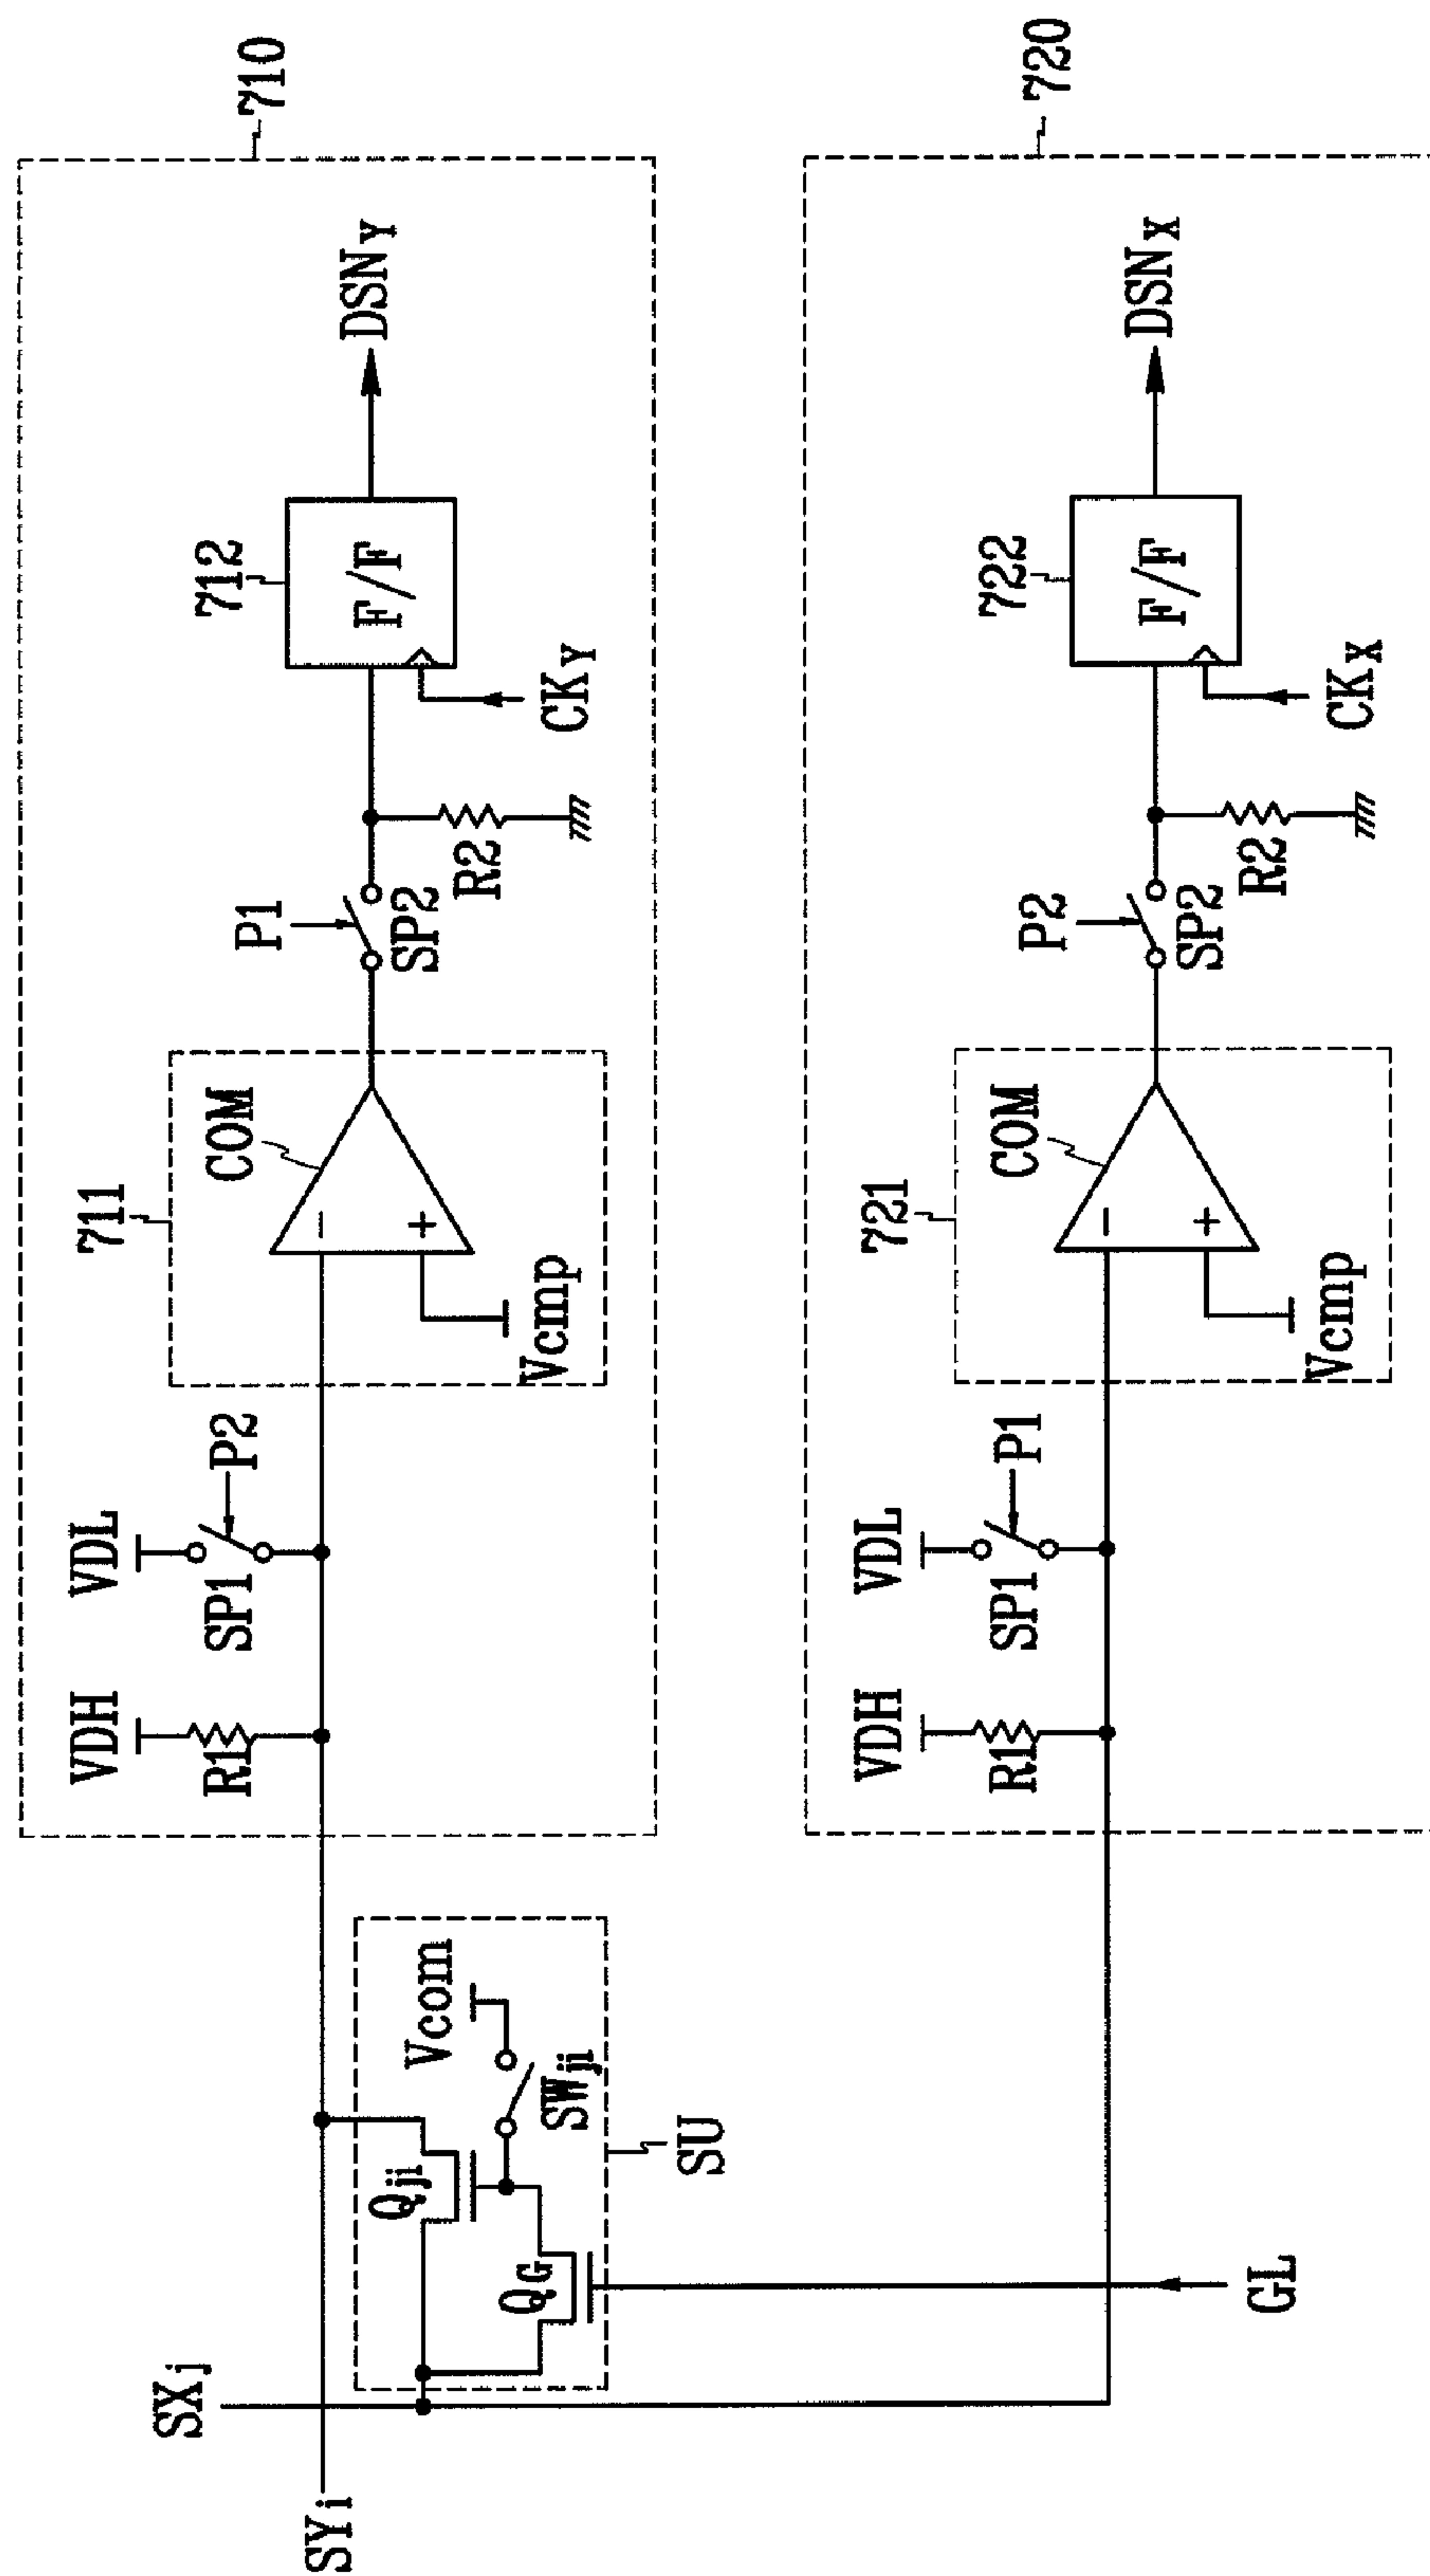 710
VDH
R1
VDL
SP1
P2
711
COM
-
+
Vcmp
P1
SP2
R2
712
F/F
CKY
DSNY
SYi
SXj
Qji
QG
Vcom
SWji
SU
GL
720
VDH
R1
VDL
SP1
P1
721
COM
-
+
Vcmp
P2
SP2
R2
722
F/F
CKX
DSNX